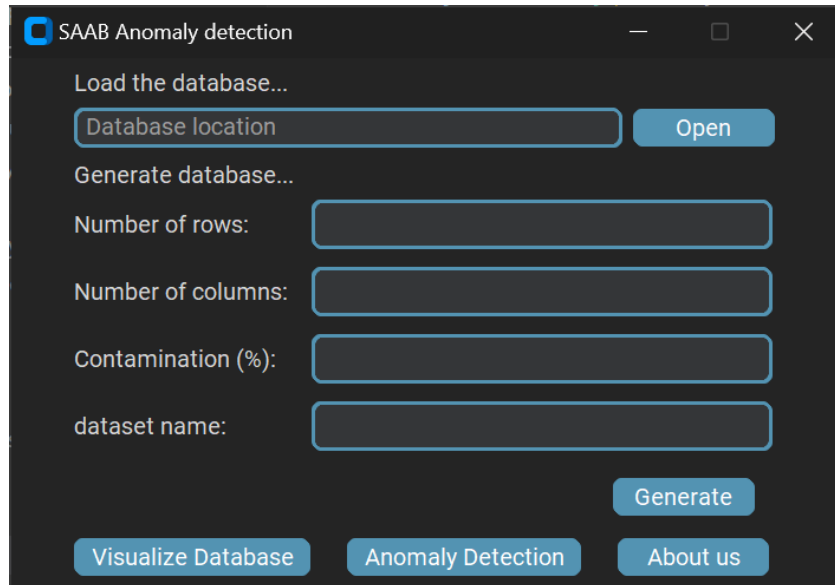 SAAB Anomaly detection
Load the database...
Database location Open
Generate database...
Number of rows:
Number of columns:
Contamination (%):
dataset name:
Generate
Visualize Database Anomaly Detection About us